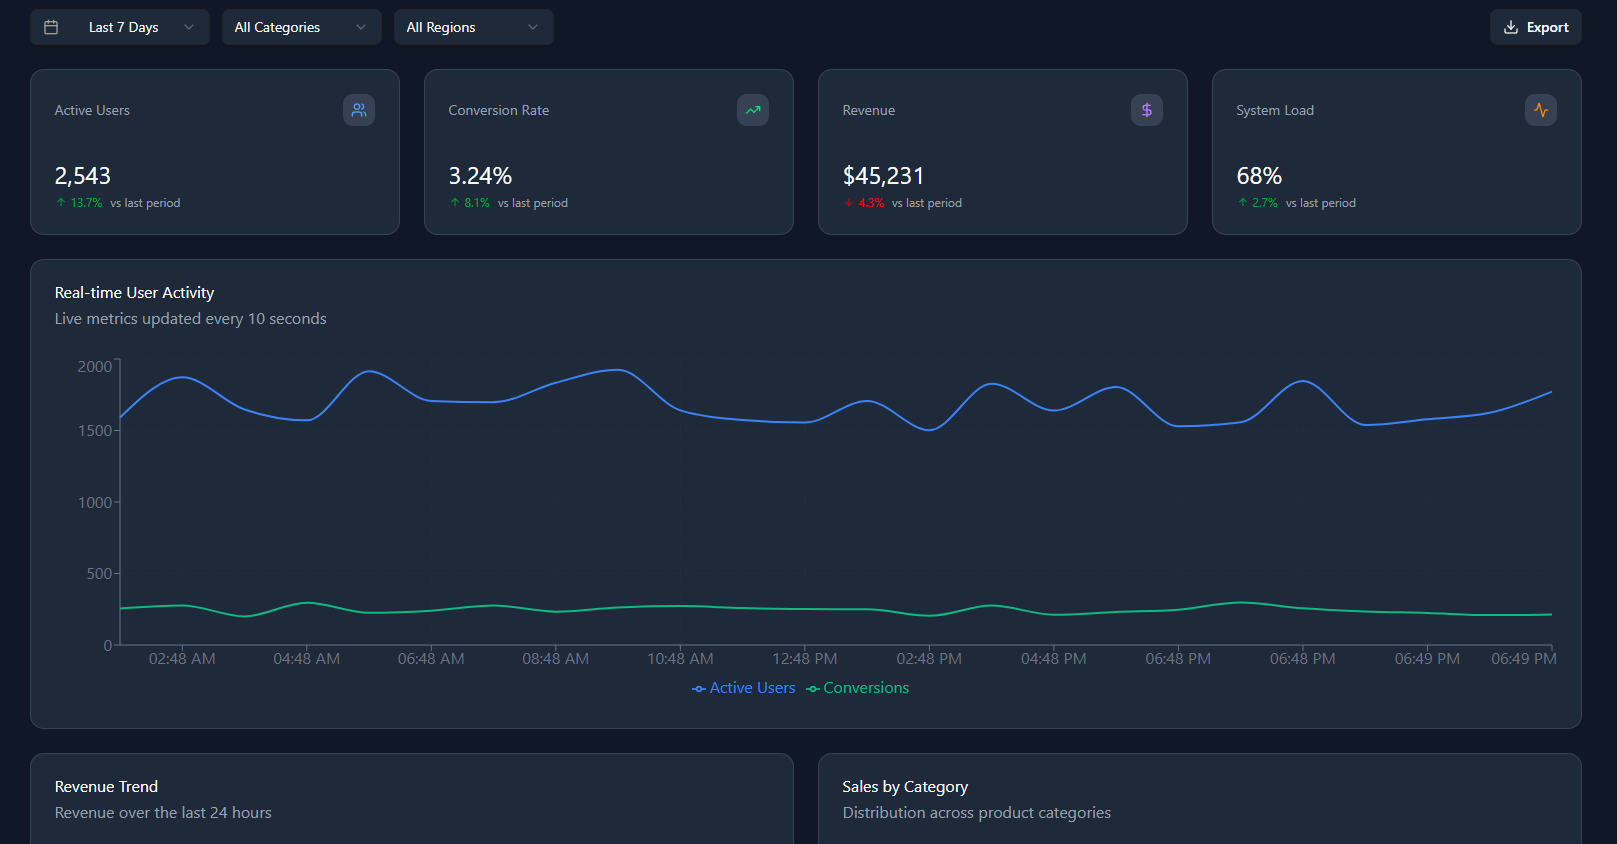 Last 7 Days
All Categories
All Regions
Export
Active Users
2,543
13.7% vs last period
Conversion Rate
3.24%
8.1% vs last period
Revenue
$45,231
4.3% vs last period
System Load
68%
2.7% vs last period
Real-time User Activity
Live metrics updated every 10 seconds
2000
1500
1000
500
0
02:48 AM 04:48 AM 06:48 AM 08:48 AM 10:48 AM 12:48 PM 02:48 PM 04:48 PM 06:48 PM 06:48 PM 06:49 PM 06:49 PM
Active Users Conversions
Revenue Trend
Revenue over the last 24 hours
Sales by Category
Distribution across product categories